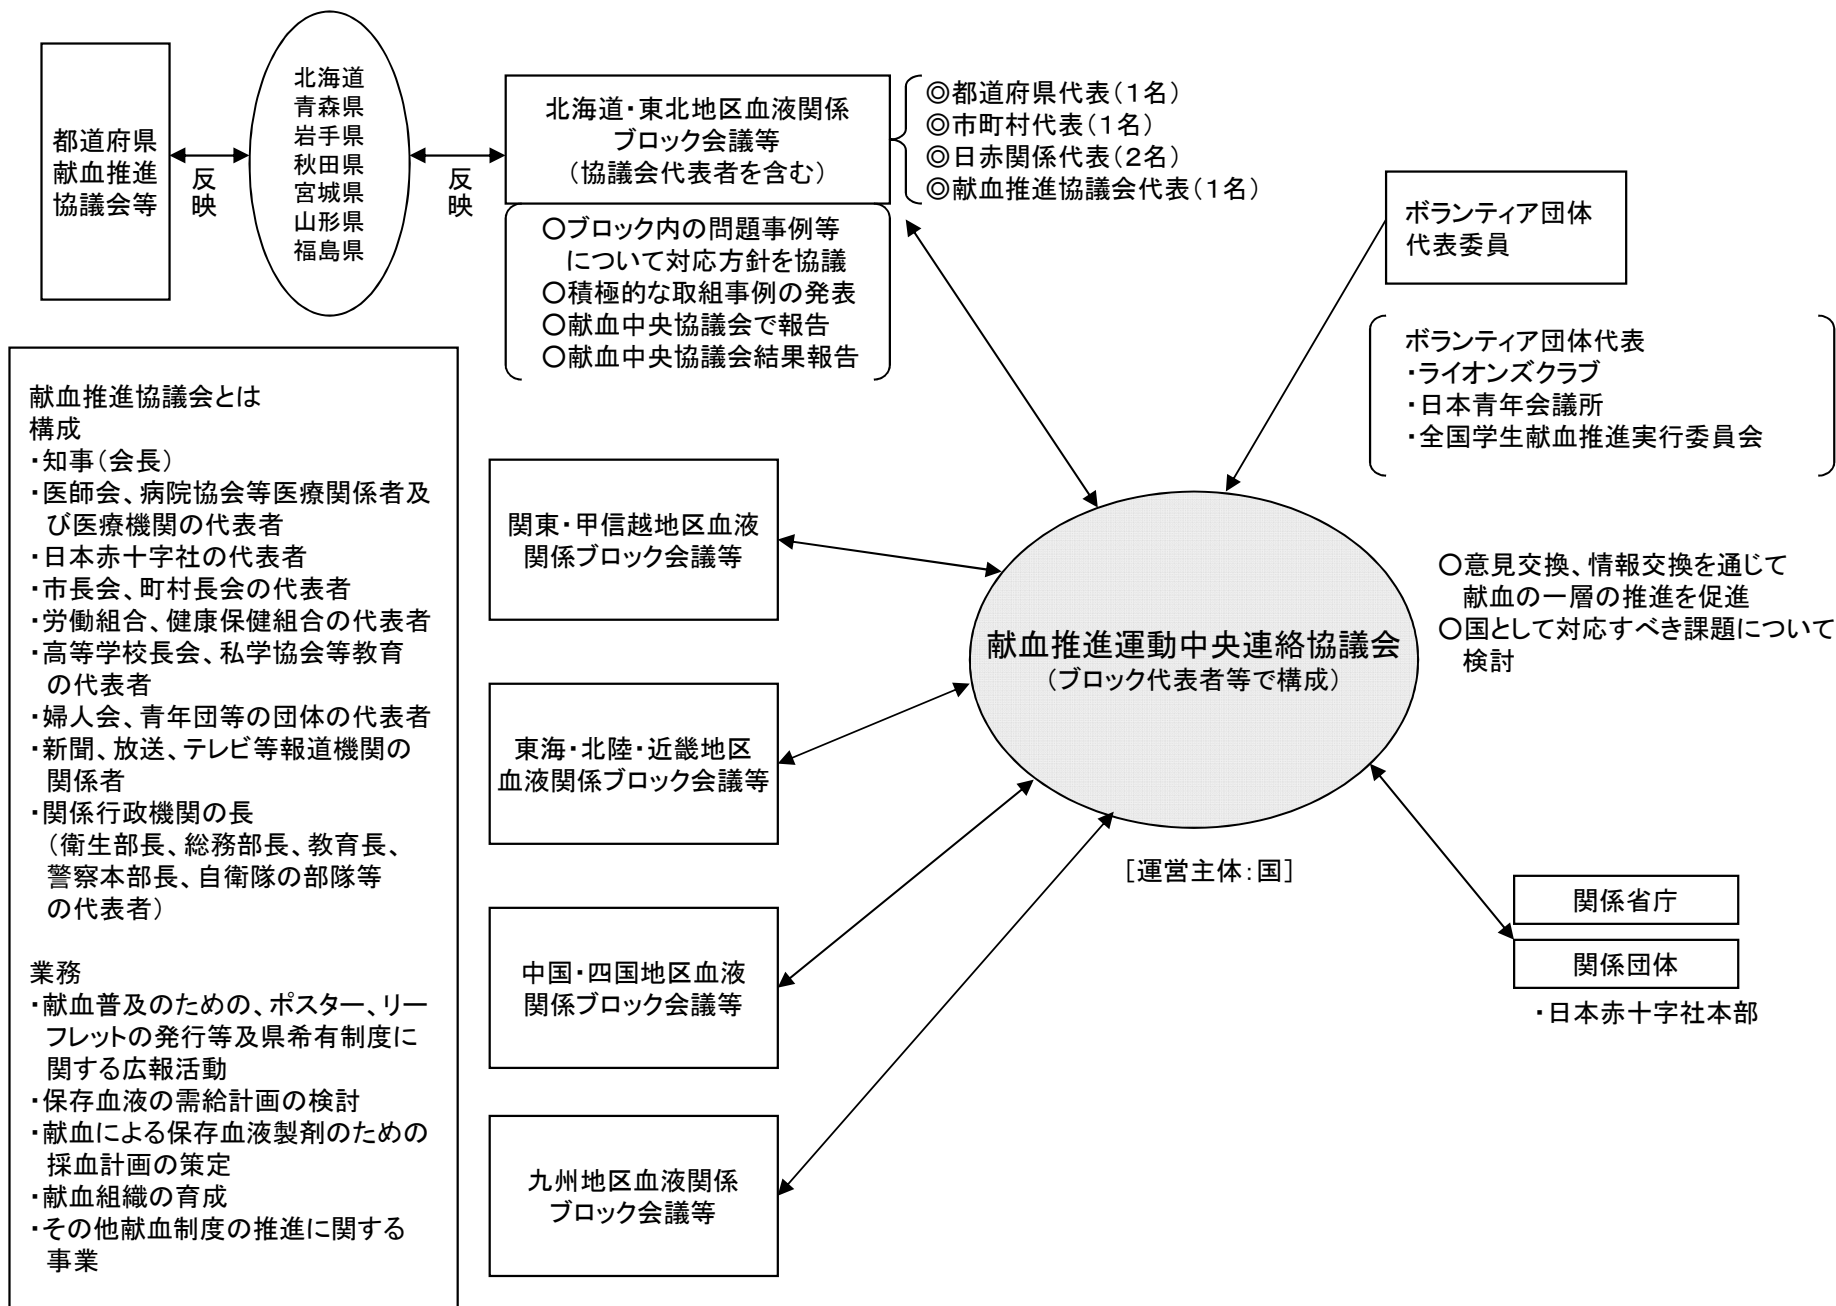 都道府県
献血推進
協議会等
反
映
北海道
青森県
岩手県
秋田県
宮城県
山形県
福島県
反
映
北海道・東北地区血液関係
ブロック会議等
（協議会代表者を含む）
◎都道府県代表（１名）
◎市町村代表（１名）
◎日赤関係代表（２名）
◎献血推進協議会代表（１名）
○ブロック内の問題事例等
について対応方針を協議
○積極的な取組事例の発表
○献血中央協議会で報告
○献血中央協議会結果報告
ボランティア団体
代表委員
ボランティア団体代表
・ライオンズクラブ
・日本青年会議所
・全国学生献血推進実行委員会
献血推進協議会とは
構成
・知事（会長）
・医師会、病院協会等医療関係者及
び医療機関の代表者
・日本赤十字社の代表者
・市長会、町村長会の代表者
・労働組合、健康保健組合の代表者
・高等学校長会、私学協会等教育
の代表者
・婦人会、青年団等の団体の代表者
・新聞、放送、テレビ等報道機関の
関係者
・関係行政機関の長
（衛生部長、総務部長、教育長、
警察本部長、自衛隊の部隊等
の代表者）
業務
・献血普及のための、ポスター、リー
フレットの発行等及県希有制度に
関する広報活動
・保存血液の需給計画の検討
・献血による保存血液製剤のための
採血計画の策定
・献血組織の育成
・その他献血制度の推進に関する
事業
関東・甲信越地区血液
関係ブロック会議等
東海・北陸・近畿地区
血液関係ブロック会議等
中国・四国地区血液
関係ブロック会議等
九州地区血液関係
ブロック会議等
献血推進運動中央連絡協議会
（ブロック代表者等で構成）
［運営主体：国］
○意見交換、情報交換を通じて
献血の一層の推進を促進
○国として対応すべき課題について
検討
関係省庁
関係団体
・日本赤十字社本部